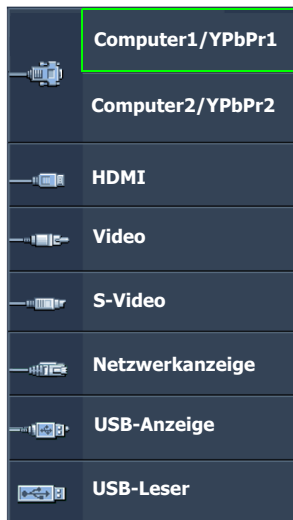 Computer1/YPbPr1
Computer2/YPbPr2
HDMI
Video
S-Video
Netzwerkanzeige
USB-Anzeige
USB-Leser